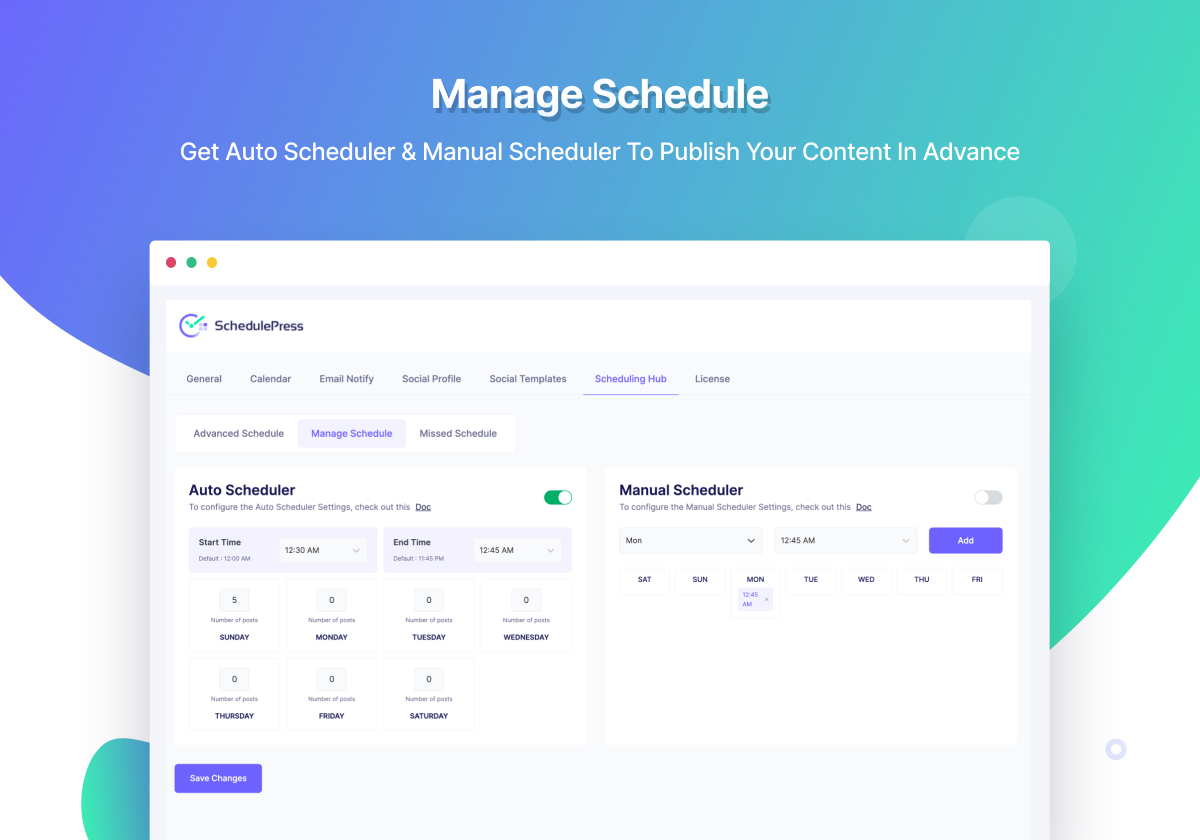 Manage Schedule
Get Auto Scheduler & Manual Scheduler To Publish Your Content In Advance
SchedulePress
General Calendar Email Notify Social Profile Social Templates Scheduling Hub License
Advanced Schedule Manage Schedule Missed Schedule
Auto Scheduler
To configure the Auto Scheduler Settings, check out this Doc
Start Time
Default : 12:00 AM
12:30 AM
End Time
Default : 11:45 PM
12:45 AM
5
Number of posts
SUNDAY
0
Number of posts
MONDAY
0
Number of posts
TUESDAY
0
Number of posts
WEDNESDAY
0
Number of posts
THURSDAY
0
Number of posts
FRIDAY
0
Number of posts
SATURDAY
Manual Scheduler
To configure the Manual Scheduler Settings, check out this Doc
Mon 12:45 AM Add
SAT SUN MON TUE WED THU FRI
12:45
AM ×
Save Changes